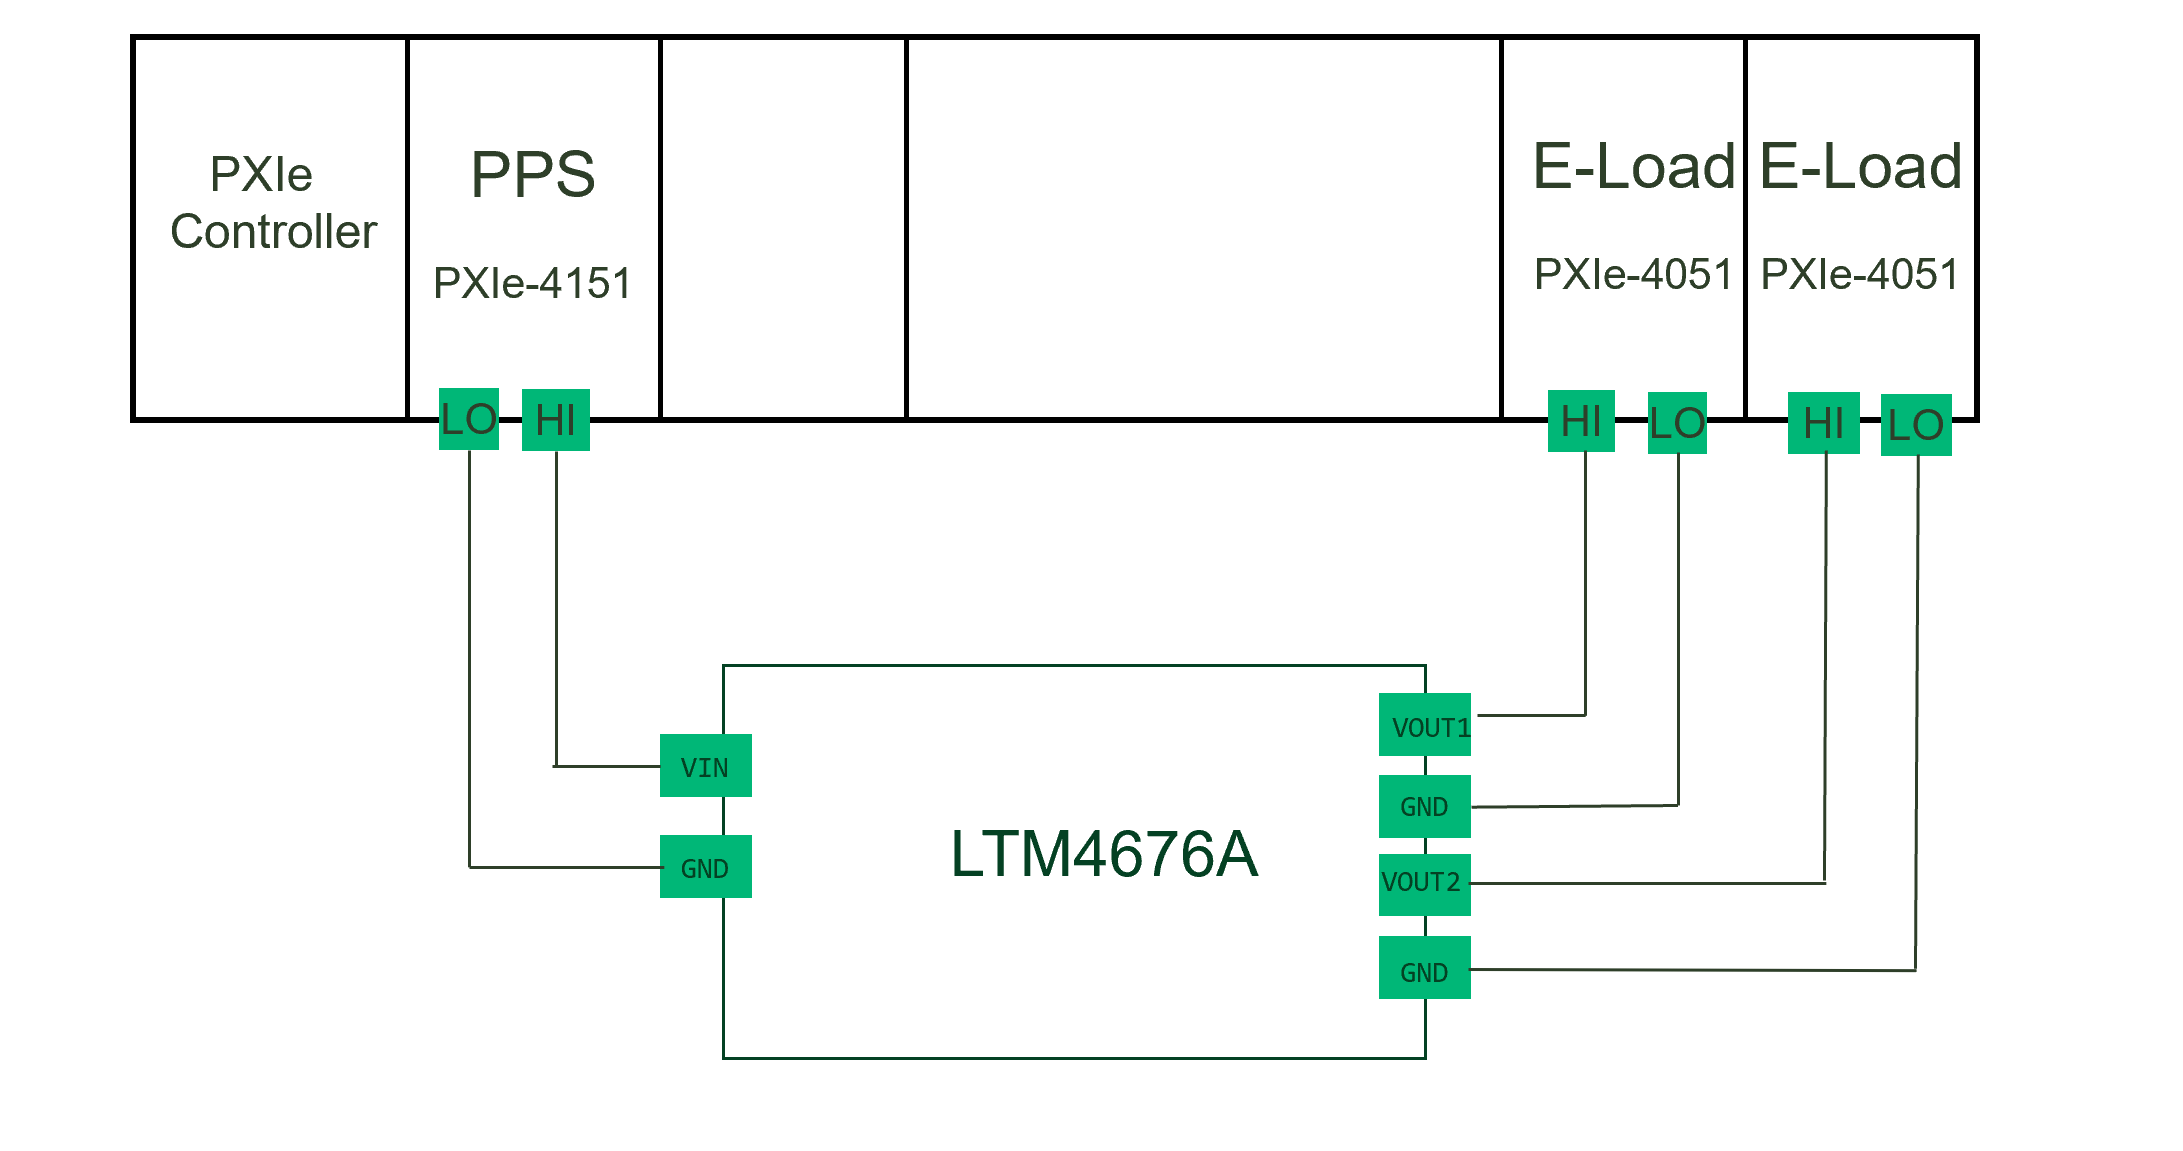 PXIe
Controller
PPS
PXIe-4151
E-Load
PXIe-4051
E-Load
PXIe-4051
LO
HI
HI
LO
HI
LO
VIN
GND
LTM4676A
VOUT1
GND
VOUT2
GND